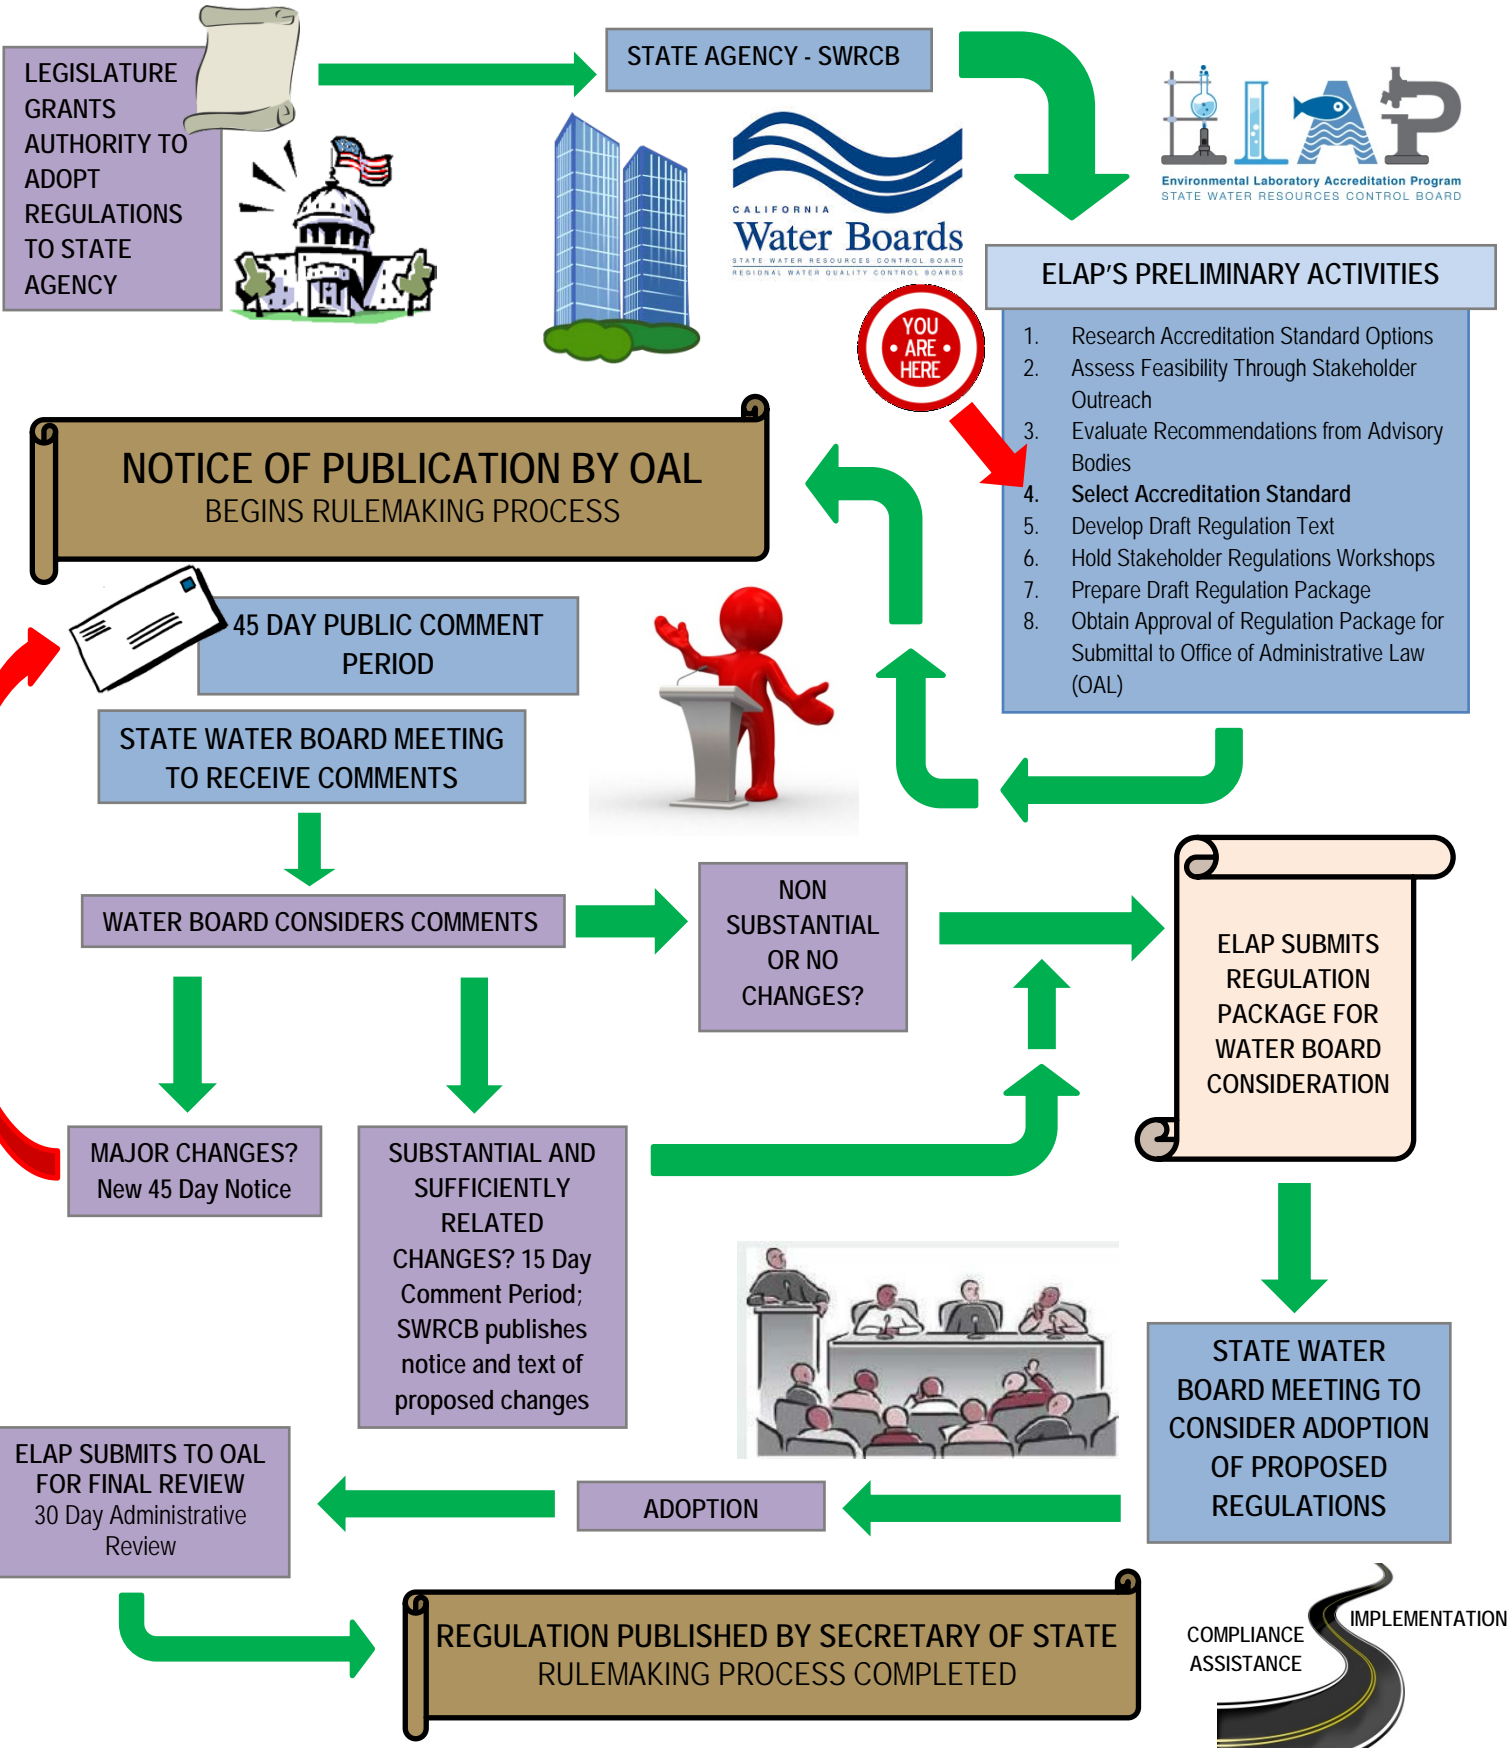 LEGISLATURE
GRANTS
AUTHORITY TO
ADOPT
REGULATIONS
TO STATE
AGENCY
STATE AGENCY - SWRCB
CALIFORNIA
Water Boards
STATE WATER RESOURCES CONTROL BOARD
REGIONAL WATER QUALITY CONTROL BOARDS
ELAP
Environmental Laboratory Accreditation Program
STATE WATER RESOURCES CONTROL BOARD
ELAP'S PRELIMINARY ACTIVITIES
YOU
• ARE •
HERE
1. Research Accreditation Standard Options
2. Assess Feasibility Through Stakeholder
Outreach
3. Evaluate Recommendations from Advisory
Bodies
4. Select Accreditation Standard
5. Develop Draft Regulation Text
6. Hold Stakeholder Regulations Workshops
7. Prepare Draft Regulation Package
8. Obtain Approval of Regulation Package for
Submittal to Office of Administrative Law
(OAL)
NOTICE OF PUBLICATION BY OAL
BEGINS RULEMAKING PROCESS
45 DAY PUBLIC COMMENT
PERIOD
STATE WATER BOARD MEETING
TO RECEIVE COMMENTS
WATER BOARD CONSIDERS COMMENTS
NON
SUBSTANTIAL
OR NO
CHANGES?
ELAP SUBMITS
REGULATION
PACKAGE FOR
WATER BOARD
CONSIDERATION
MAJOR CHANGES?
New 45 Day Notice
SUBSTANTIAL AND
SUFFICIENTLY
RELATED
CHANGES? 15 Day
Comment Period;
SWRCB publishes
notice and text of
proposed changes
STATE WATER
BOARD MEETING TO
CONSIDER ADOPTION
OF PROPOSED
REGULATIONS
ADOPTION
ELAP SUBMITS TO OAL
FOR FINAL REVIEW
30 Day Administrative
Review
REGULATION PUBLISHED BY SECRETARY OF STATE
RULEMAKING PROCESS COMPLETED
COMPLIANCE
ASSISTANCE
IMPLEMENTATION